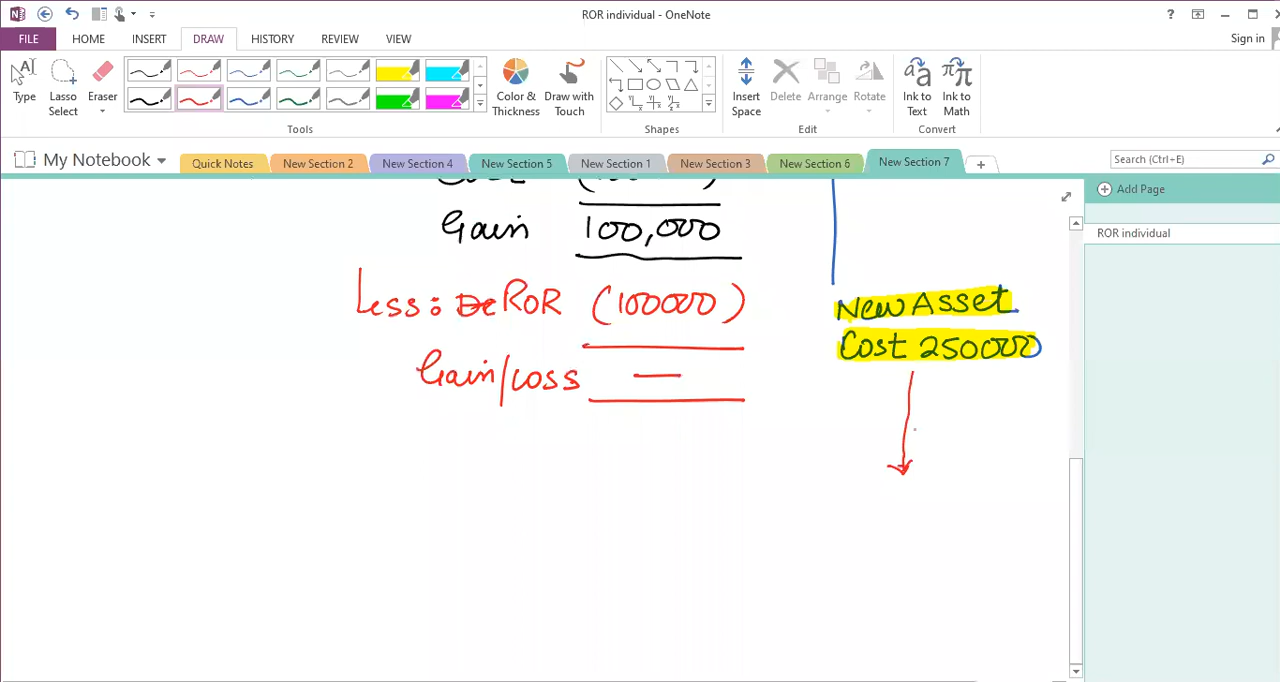 ROR individual - OneNote
?
Sign in
FILE HOME INSERT DRAW HISTORY REVIEW VIEW
Type
Lasso Select
Eraser
Color & Thickness
Draw with Touch
Insert Space
Delete
Arrange
Rotate
Ink to Text
Ink to Math
Tools
Shapes
Edit
Convert
My Notebook
Quick Notes
New Section 2
New Section 4
New Section 5
New Section 1
New Section 3
New Section 6
New Section 7
Search (Ctrl+E)
Add Page
ROR individual
Gain 100,000
Less: ROR (100000)
Gain/Loss —
New Asset
Cost 250000